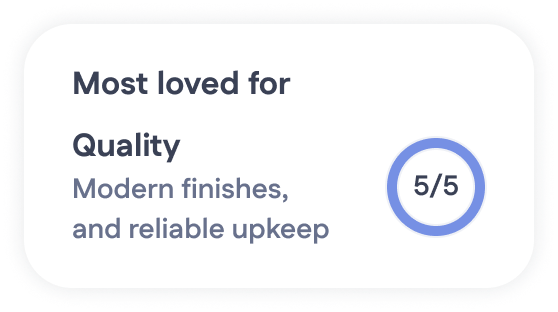 Most loved for
Quality
Modern finishes,
and reliable upkeep
5/5